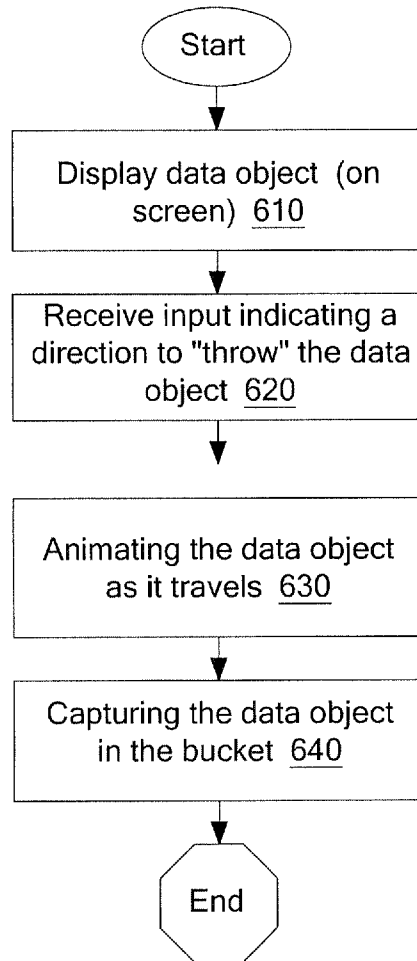 Start
Display data object (on
screen) 610
Receive input indicating a
direction to "throw" the data
object 620
Animating the data object
as it travels 630
Capturing the data object
in the bucket 640
End